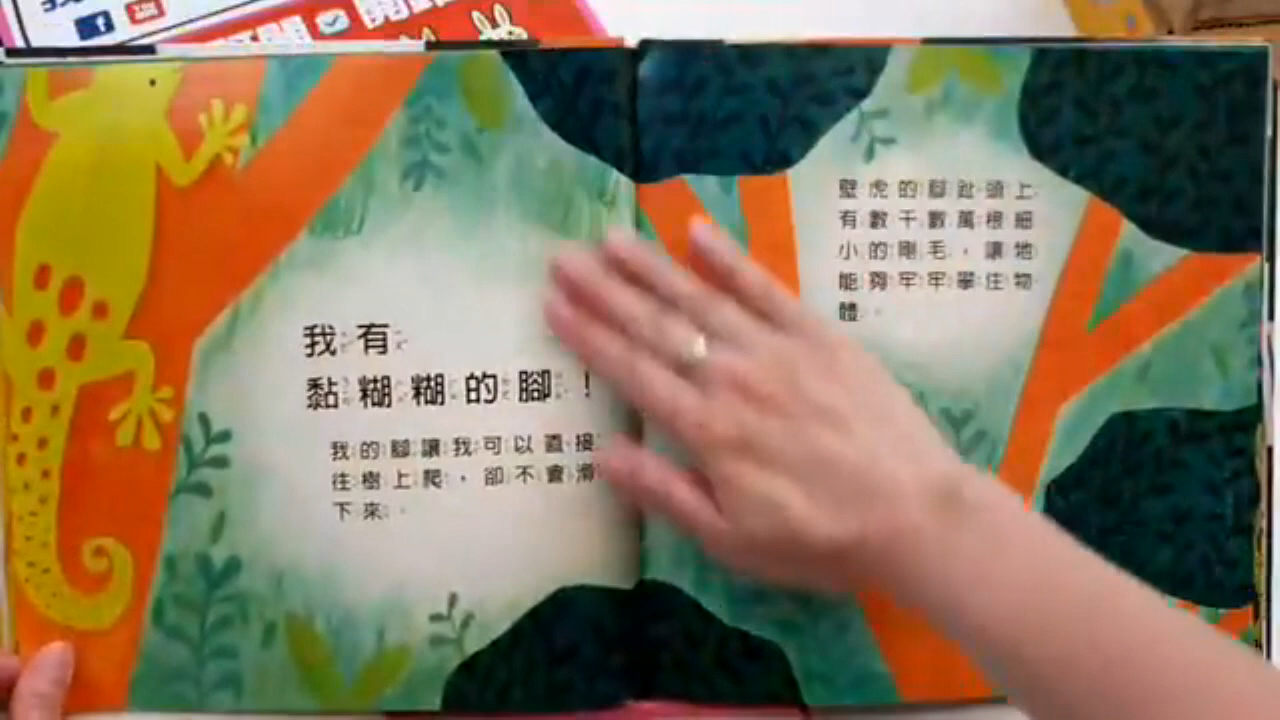 我有
黏糊糊的腳！
我的腳讓我可以直接
往樹上爬，卻不會滑
下來。
壁虎的腳趾頭上
有數千數萬根細
小的剛毛，讓地
能夠牢牢攀住物
體。